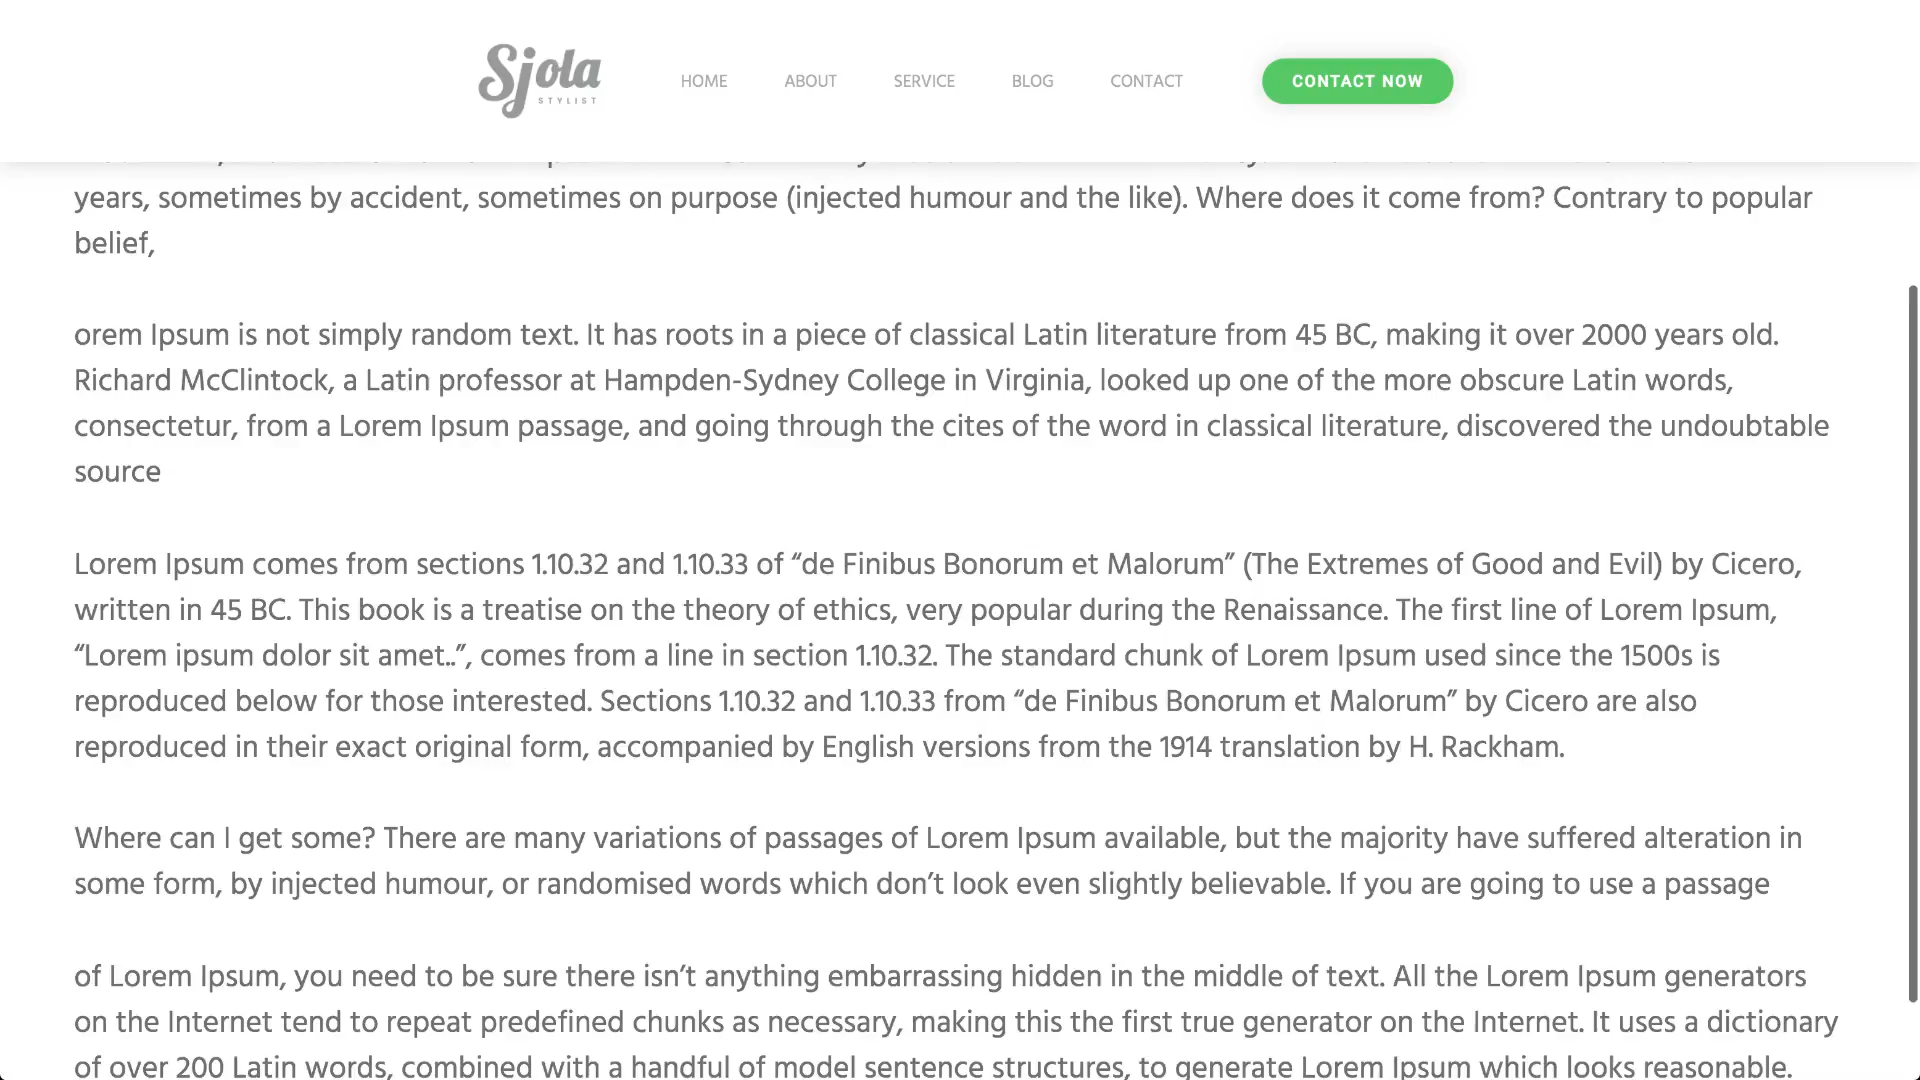 Sjola
STYLIST
HOME
ABOUT
SERVICE
BLOG
CONTACT
CONTACT NOW
years, sometimes by accident, sometimes on purpose (injected humour and the like). Where does it come from? Contrary to popular
belief,
orem Ipsum is not simply random text. It has roots in a piece of classical Latin literature from 45 BC, making it over 2000 years old.
Richard McClintock, a Latin professor at Hampden-Sydney College in Virginia, looked up one of the more obscure Latin words,
consectetur, from a Lorem Ipsum passage, and going through the cites of the word in classical literature, discovered the undoubtable
source
Lorem Ipsum comes from sections 1.10.32 and 1.10.33 of “de Finibus Bonorum et Malorum” (The Extremes of Good and Evil) by Cicero,
written in 45 BC. This book is a treatise on the theory of ethics, very popular during the Renaissance. The first line of Lorem Ipsum,
“Lorem ipsum dolor sit amet..”, comes from a line in section 1.10.32. The standard chunk of Lorem Ipsum used since the 1500s is
reproduced below for those interested. Sections 1.10.32 and 1.10.33 from “de Finibus Bonorum et Malorum” by Cicero are also
reproduced in their exact original form, accompanied by English versions from the 1914 translation by H. Rackham.
Where can I get some? There are many variations of passages of Lorem Ipsum available, but the majority have suffered alteration in
some form, by injected humour, or randomised words which don’t look even slightly believable. If you are going to use a passage
of Lorem Ipsum, you need to be sure there isn’t anything embarrassing hidden in the middle of text. All the Lorem Ipsum generators
on the Internet tend to repeat predefined chunks as necessary, making this the first true generator on the Internet. It uses a dictionary
of over 200 Latin words, combined with a handful of model sentence structures, to generate Lorem Ipsum which looks reasonable.